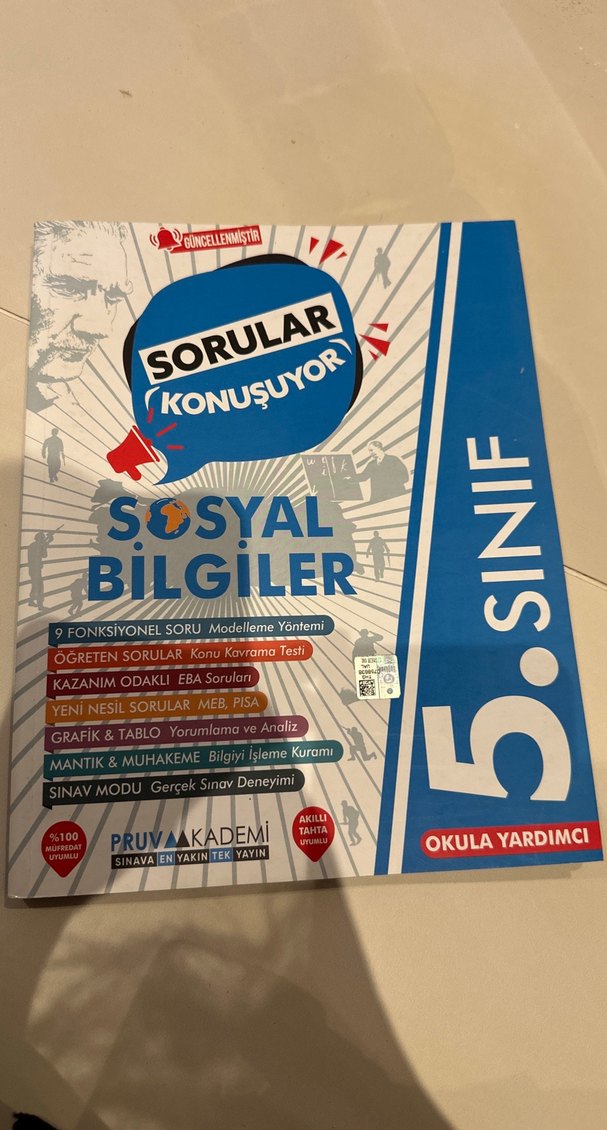 GÜNCELLENMİŞTİR
SORULAR
KONUŞUYOR
SOSYAL
BİLGİLER
9 FONKSİYONEL SORU Modelleme Yöntemi
ÖĞRETEN SORULAR Konu Kavrama Testi
KAZANIM ODAKLI EBA Soruları
YENİ NESİL SORULAR MEB, PISA
GRAFİK & TABLO Yorumlama ve Analiz
MANTIK & MUHAKEME Bilgiyi İşleme Kuramı
SINAV MODU Gerçek Sınav Deneyimi
%100
MÜFREDAT
UYUMLU
PRUVA AKADEMİ
SINAVA EN YAKIN TEK YAYIN
AKILLI
TAHTA
UYUMLU
5. SINIF
OKULA YARDIMCI